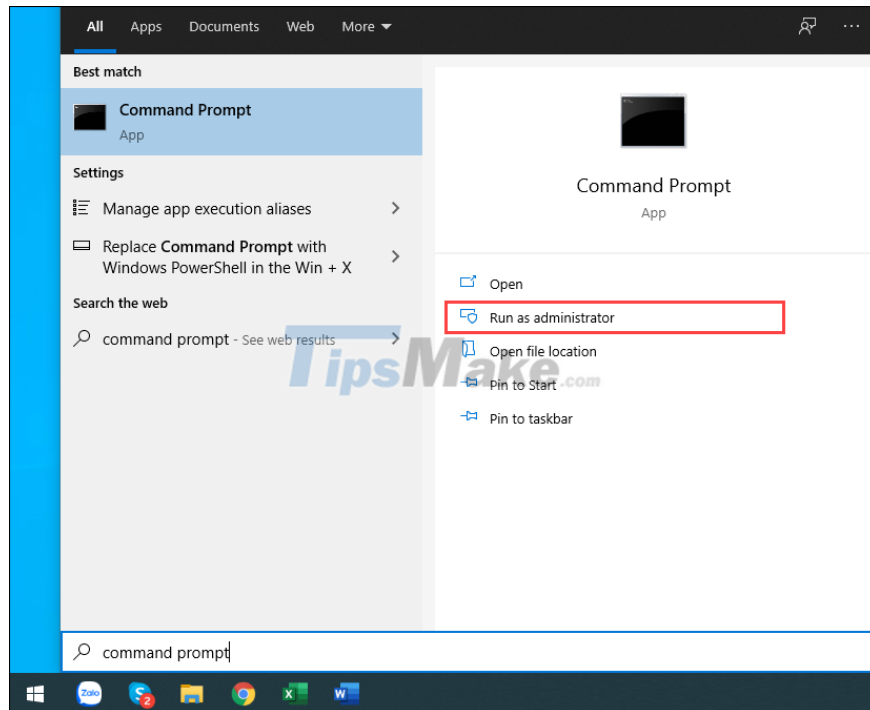 All Apps Documents Web More
Best match
Command Prompt
App
Settings
Manage app execution aliases
Replace Command Prompt with
Windows PowerShell in the Win + X
Search the web
command prompt - See web results
Command Prompt
App
Open
Run as administrator
Open file location
Pin to Start
Pin to taskbar
TipsMake.com
command prompt
Zalo
S 2
X
W